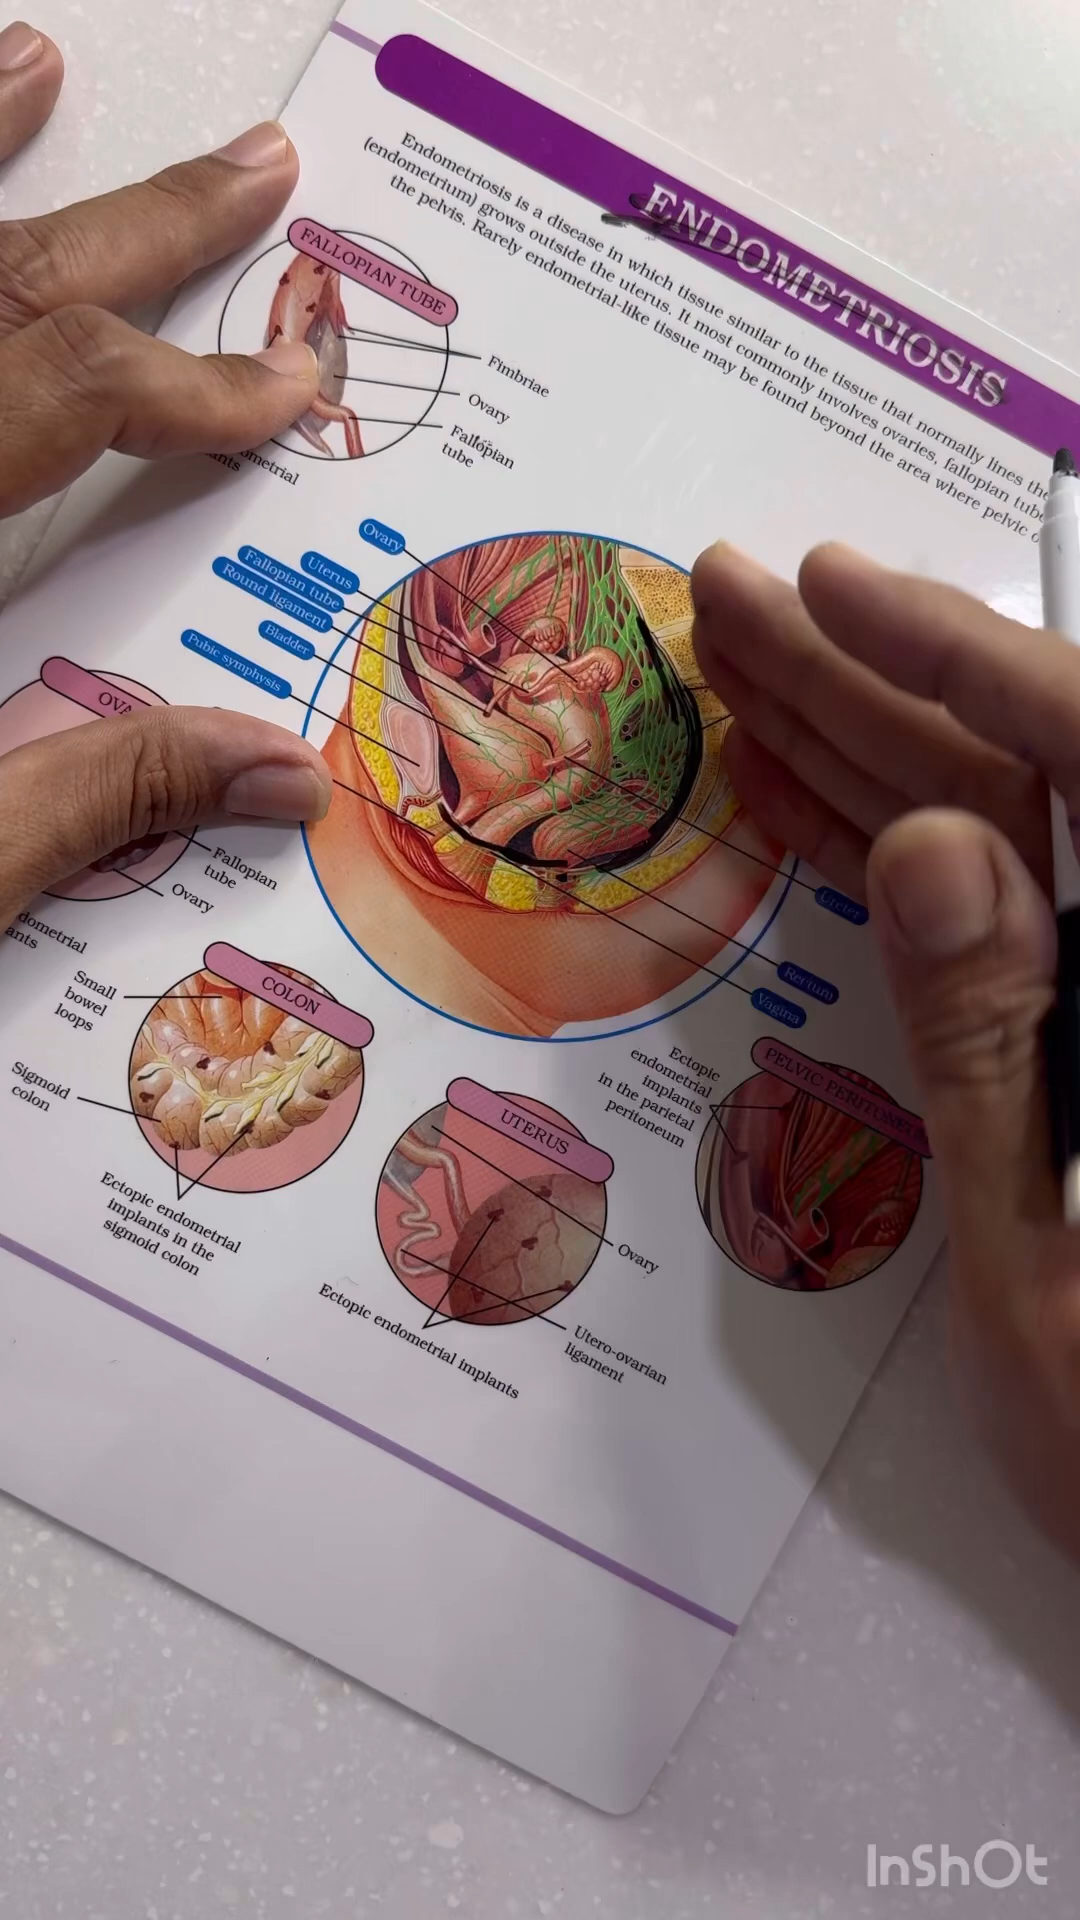 ENDOMETRIOSIS
Endometriosis is a disease in which tissue similar to the tissue that normally lines the
(endometrium) grows outside the uterus. It most commonly involves ovaries, fallopian
the pelvis. Rarely endometrial-like tissue may be found beyond the area where pelvic
FALLOPIAN TUBE
Fimbriae
Ovary
Fallopian
tube
Ovary
Uterus
Fallopian tube
Round ligament
Bladder
Pubic symphysis
Ureter
Rectum
Vagina
Fallopian
tube
Ovary
COLON
Small
bowel
loops
Sigmoid
colon
Ectopic endometrial
implants in the
sigmoid colon
UTERUS
Ovary
Utero-ovarian
ligament
Ectopic endometrial implants
PELVIC
Ectopic
endometrial
implants
in the parietal
peritoneum
InShOt